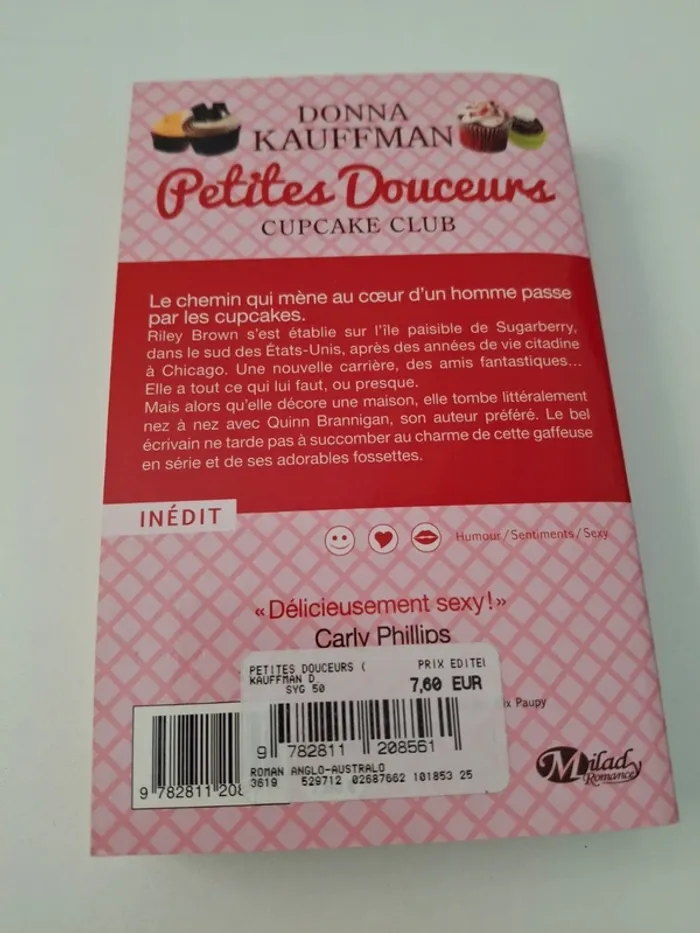 DONNA
KAUFFMAN
Petites Douceurs
CUPCAKE CLUB
Le chemin qui mène au cœur d'un homme passe
par les cupcakes.
Riley Brown s'est établie sur l'île paisible de Sugarberry,
dans le sud des États-Unis, après des années de vie citadine
à Chicago. Une nouvelle carrière, des amis fantastiques...
Elle a tout ce qui lui faut, ou presque.
Mais alors qu'elle décore une maison, elle tombe littéralement
nez à nez avec Quinn Brannigan, son auteur préféré. Le bel
écrivain ne tarde pas à succomber au charme de cette gaffeuse
en série et de ses adorables fossettes.
INÉDIT
Humour/Sentiments/Sexy
«Délicieusement sexy!»
Carly Phillips
PETITES DOUCEURS ( PRIX EDITE
KAUFFMAN D
SYG 50 7,60 EUR
Paupy
9 782811 208561
9 782811 208
ROMAN ANGLO-AUSTRALO
3619 529712 02687662 101853 25
Milady
Romance